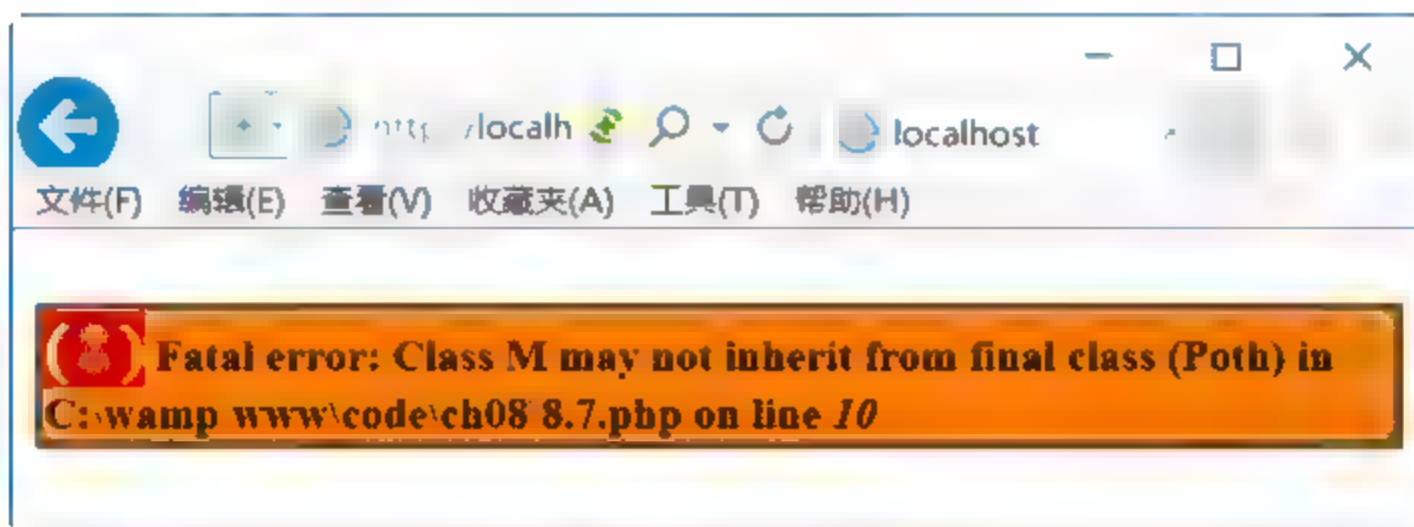 localh localhost
文件(F) 编辑(E) 查看(V) 收藏夹(A) 工具(T) 帮助(H)
Fatal error: Class M may not inherit from final class (Poth) in
C:\wamp www\code\ch08 8.7.php on line 10